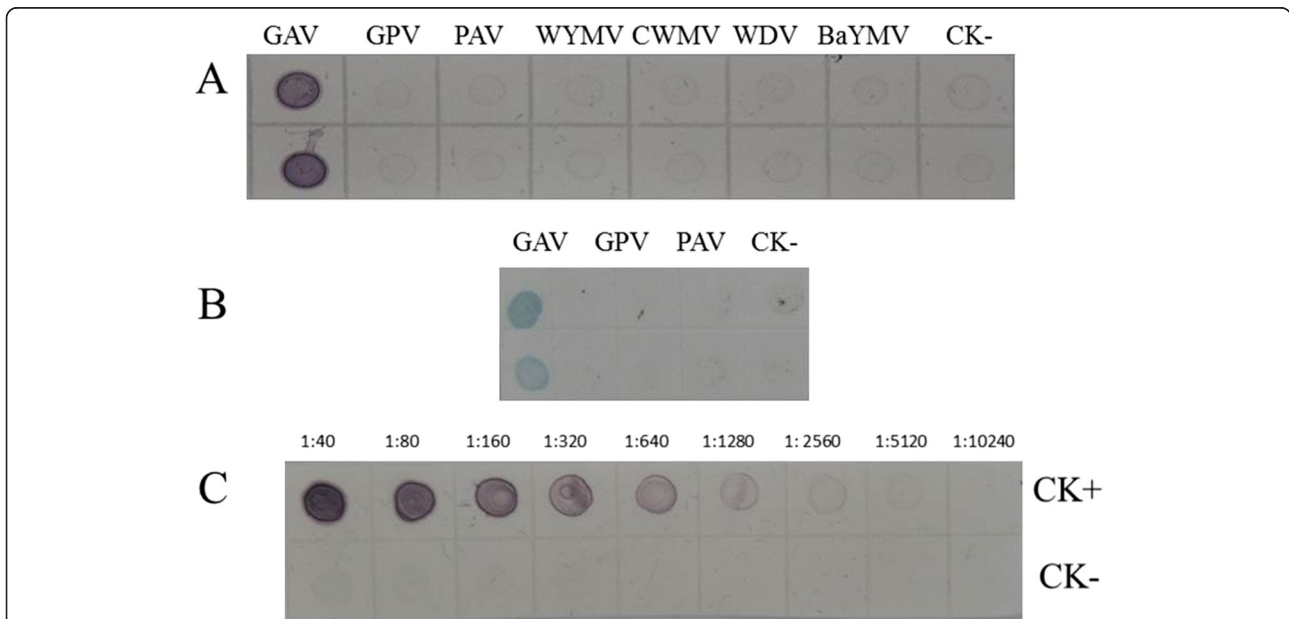 GAV GPV PAV WYMV CWMV WDV BaYMV CK-
A
GAV GPV PAV CK-
B
1:40 1:80 1:160 1:320 1:640 1:1280 1: 2560 1:5120 1:10240
C
CK+
CK-